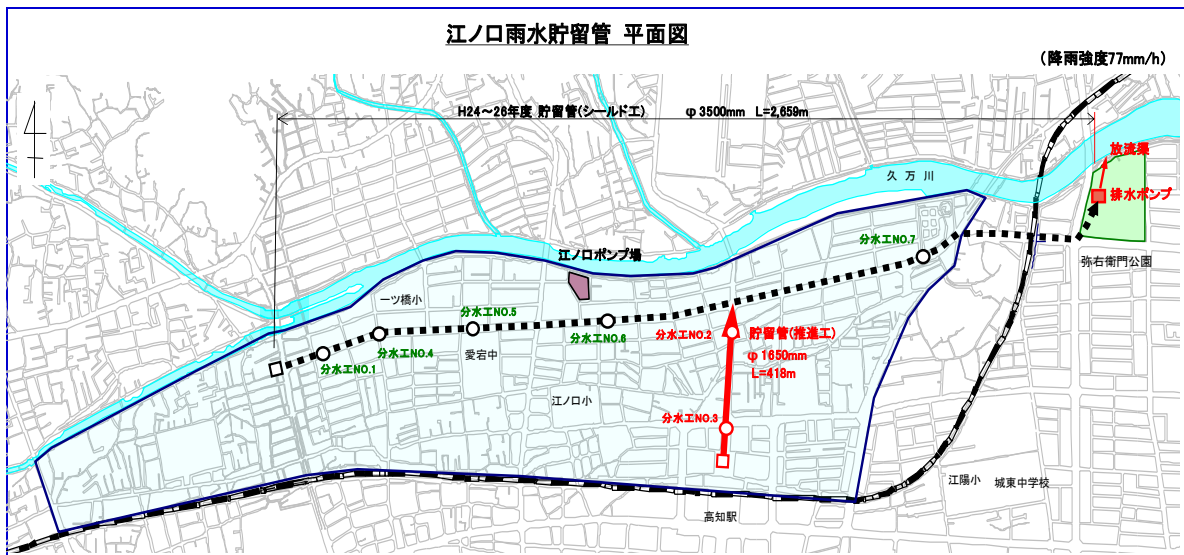 江ノ口雨水貯留管 平面図
(降雨強度77mm/h)
H24～26年度 貯留管(シールド工) φ3500mm L=2,659m
放流渠
久万川
排水ポンプ
分水工NO.7
江ノ口ポンプ場
弥右衛門公園
一ツ橋小
分水工NO.5
分水工NO.2
貯留管(推進工)
分水工NO.6
分水工NO.4
愛宕中
φ1650mm
分水工NO.1
L=418m
江ノロ小
分水工NO.3
江陽小
城東中学校
高知駅